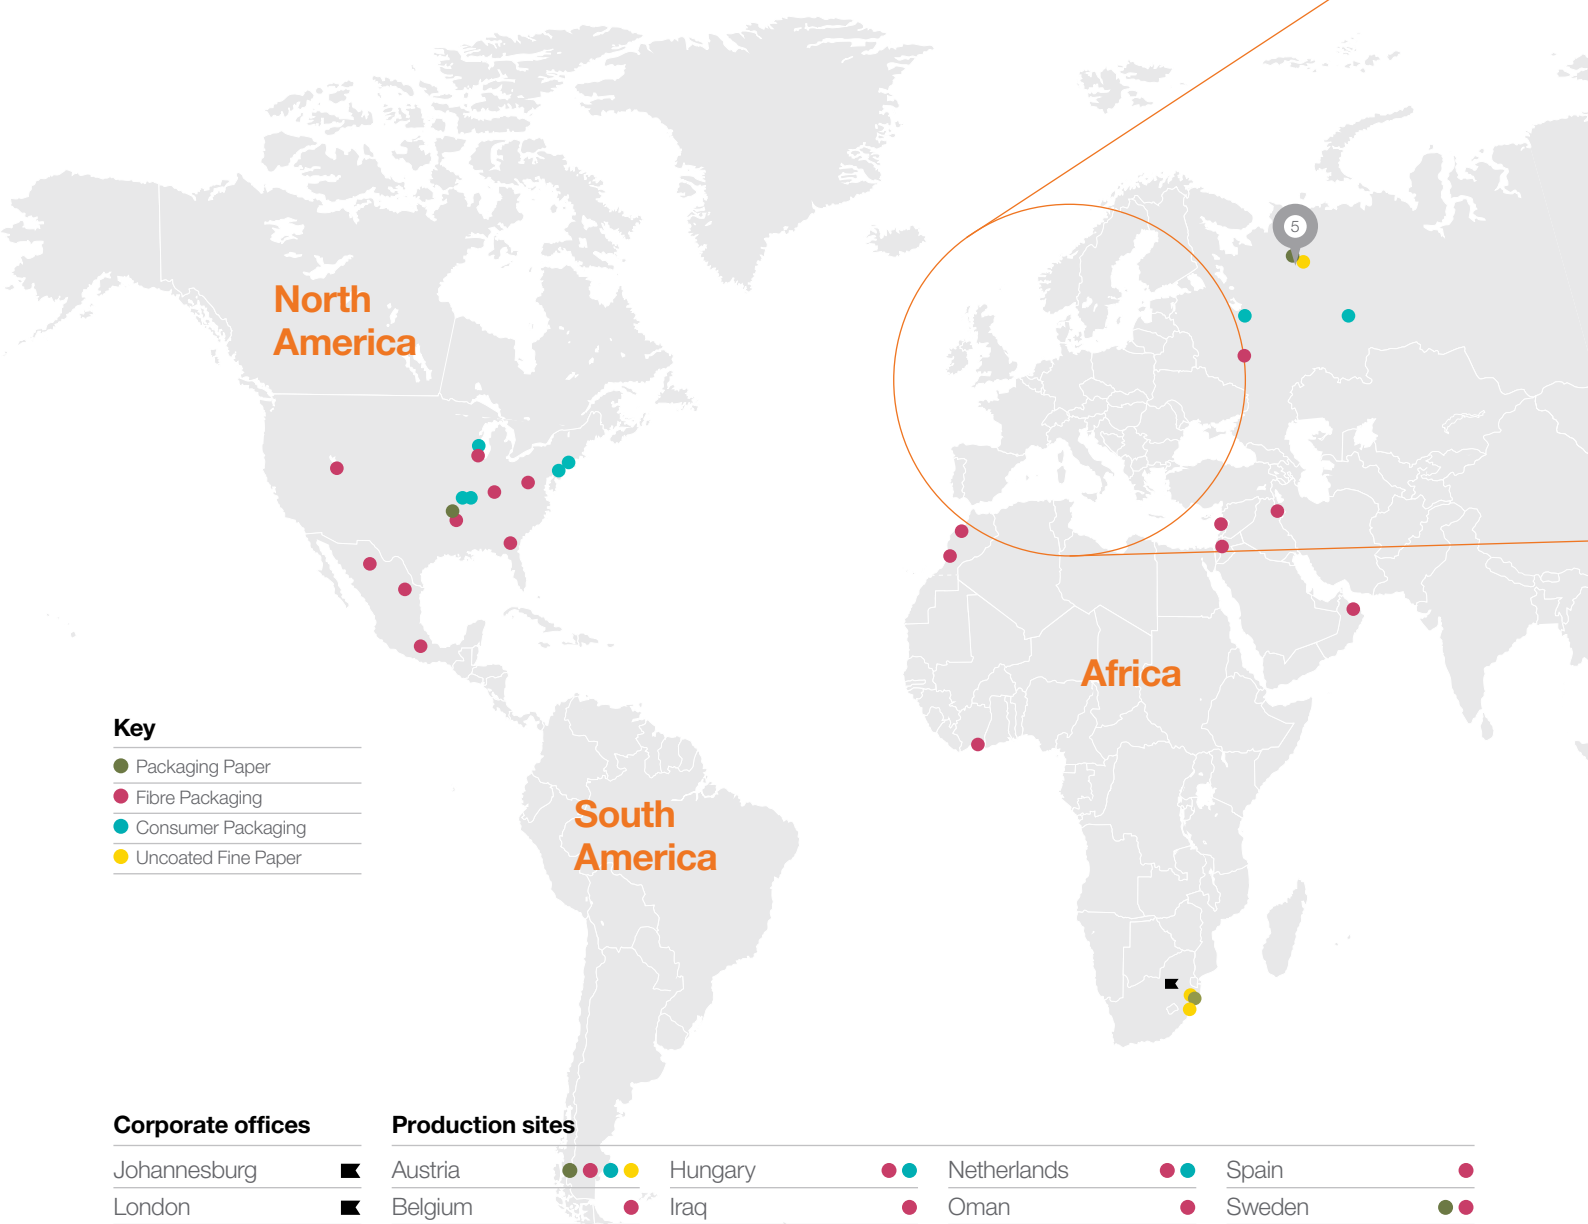 5
North
America
Africa
South
America
Key
Packaging Paper
Fibre Packaging
Consumer Packaging
Uncoated Fine Paper
Corporate offices
Johannesburg
London
Production sites
Austria
Belgium
Hungary
Iraq
Netherlands
Oman
Spain
Sweden